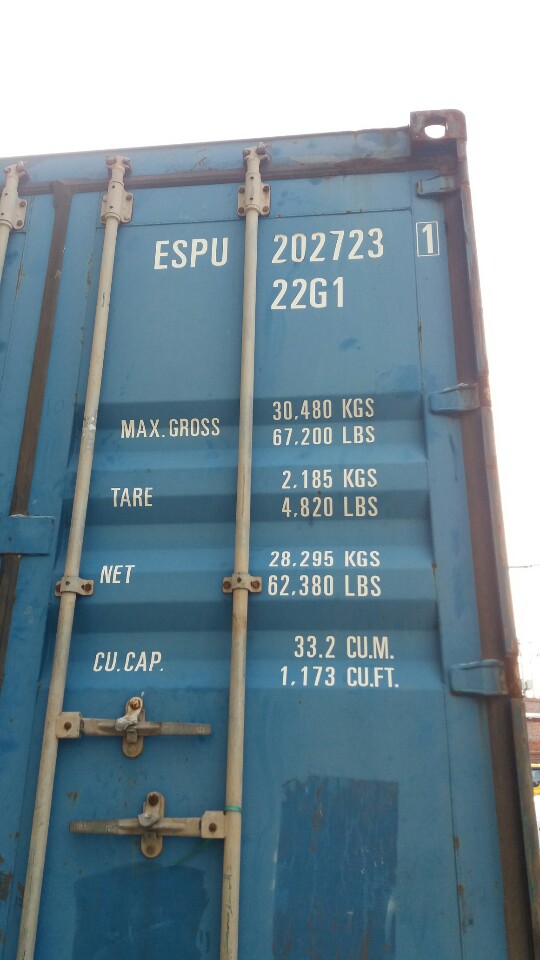 ESPU 202723 1
22G1
MAX. GROSS 30.480 KGS
67.200 LBS
TARE 2.185 KGS
4.820 LBS
NET 28.295 KGS
62.380 LBS
CU. CAP. 33.2 CU.M.
1.173 CU.FT.